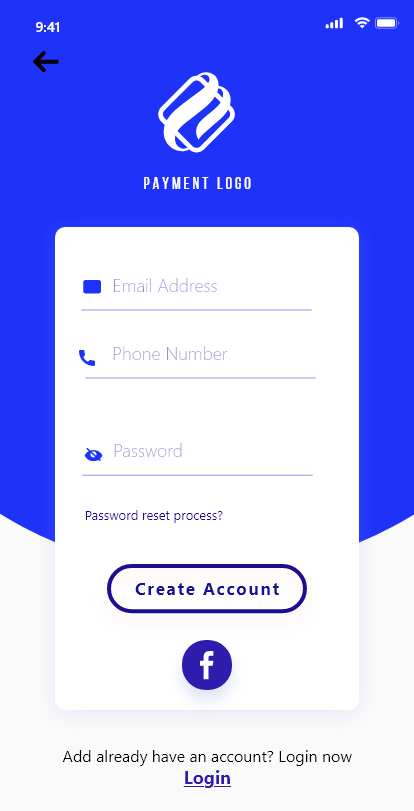 9:41
PAYMENT LOGO
Email Address
Phone Number
Password
Password reset process?
Create Account
f
Add already have an account? Login now
Login